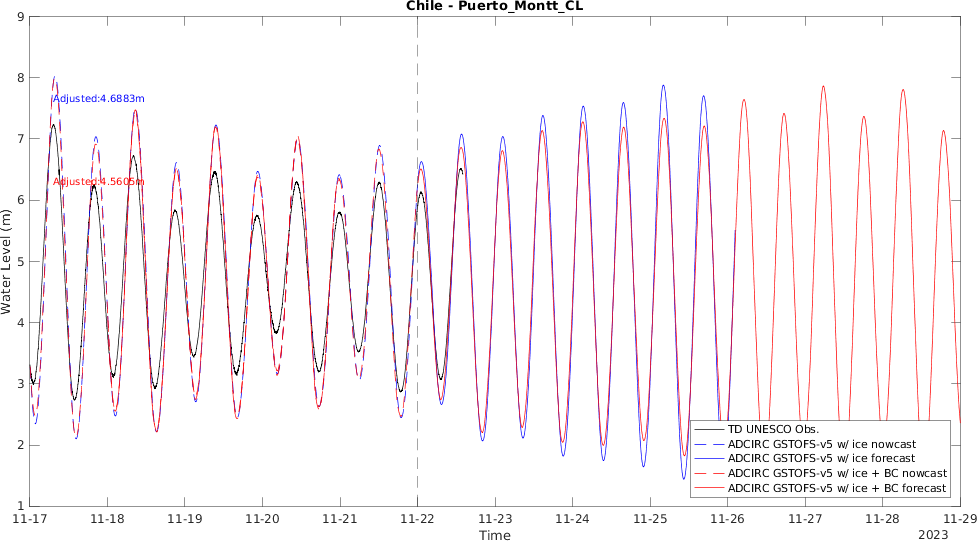 Chile - Puerto_Montt_CL
9
8
7
6
5
4
3
2
1
Water Level (m)
Adjusted:4.6883m
Adjusted:4.5605m
TD UNESCO Obs.
ADCIRC GSTOFS-v5 w/ ice nowcast
ADCIRC GSTOFS-v5 w/ ice forecast
ADCIRC GSTOFS-v5 w/ ice + BC nowcast
ADCIRC GSTOFS-v5 w/ ice + BC forecast
11-17 11-18 11-19 11-20 11-21 11-22 11-23 11-24 11-25 11-26 11-27 11-28 11-29
Time
2023